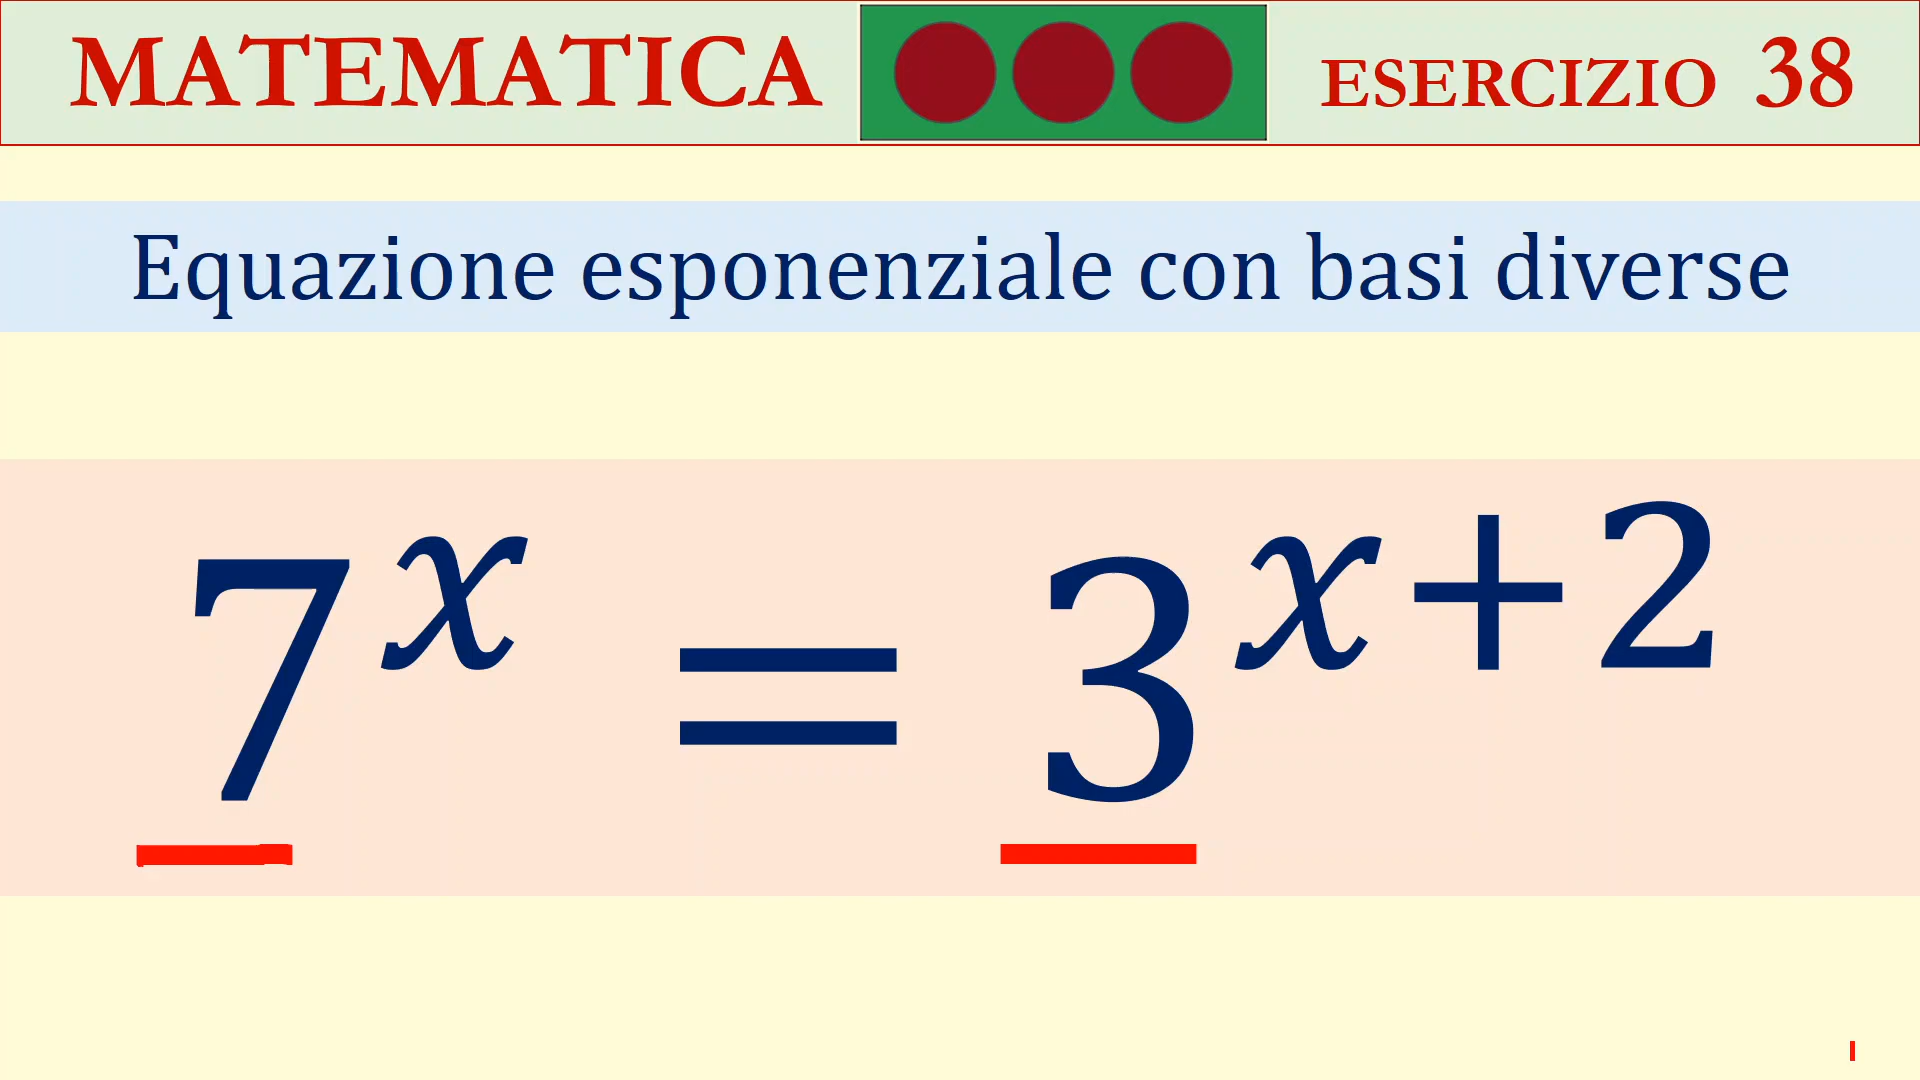 MATEMATICA ESERCIZIO 38
Equazione esponenziale con basi diverse
7^x = 3^{x+2}